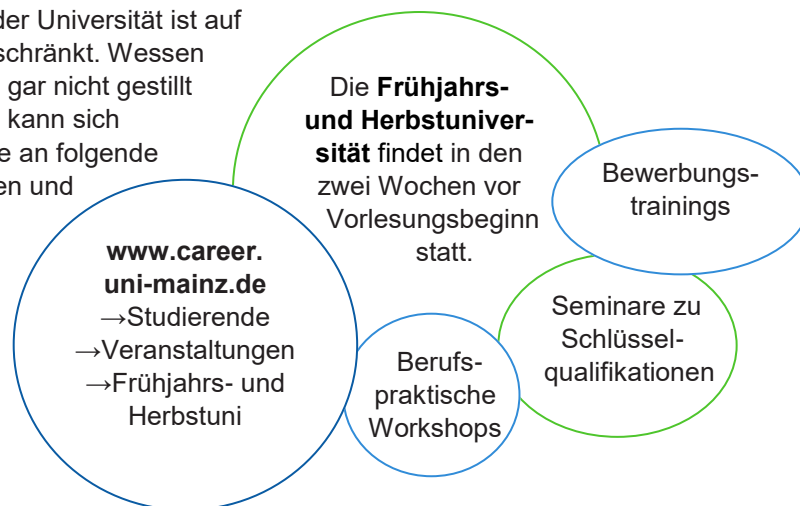 der Universität ist auf
schränkt. Wessen
gar nicht gestillt
kann sich
e an folgende
en und
Die Frühjahrs-
und Herbstuniver-
sität findet in den
zwei Wochen vor
Vorlesungsbeginn
statt.
Bewerbungs-
trainings
www.career.
uni-mainz.de
→Studierende
→Veranstaltungen
→Frühjahrs- und
Herbstuni
Berufs-
praktische
Workshops
Seminare zu
Schlüssel-
qualifikationen